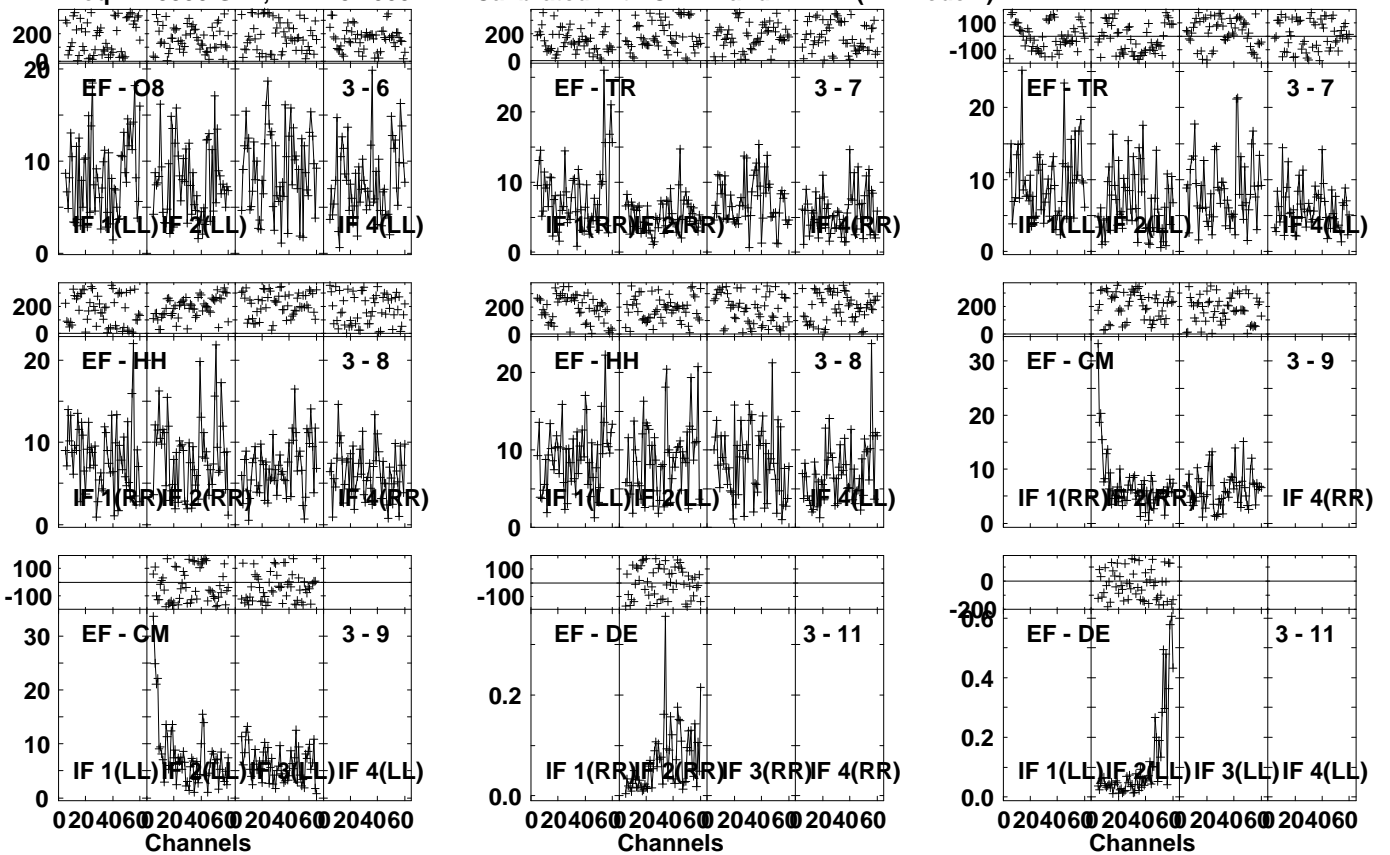 200
0
20
10
0
EF - O8
3 - 6
IF 1(LL) IF 2(LL) IF 4(LL)
200
0
20
10
0
EF - TR
3 - 7
IF 1(RR) IF 2(RR) IF 4(RR)
100
-100
20
10
0
EF - TR
3 - 7
IF 1(LL) IF 2(LL) IF 4(LL)
200
0
20
10
0
EF - HH
3 - 8
IF 1(RR) IF 2(RR) IF 4(RR)
200
0
20
10
0
EF - HH
3 - 8
IF 1(LL) IF 2(LL) IF 4(LL)
200
0
30
20
10
0
EF - CM
3 - 9
IF 1(RR) IF 2(RR) IF 4(RR)
100
-100
30
20
10
0
EF - CM
3 - 9
IF 1(LL) IF 2(LL) IF 3(LL) IF 4(LL)
0 20 40 60 0 20 40 60 0 20 40 60 0 20 40 60
Channels
100
-100
0.2
0.0
EF - DE
3 - 11
IF 1(RR) IF 2(RR) IF 3(RR) IF 4(RR)
0 20 40 60 0 20 40 60 0 20 40 60 0 20 40 60
Channels
0
-200
0.6
0.4
0.2
0.0
EF - DE
3 - 11
IF 1(LL) IF 2(LL) IF 3(LL) IF 4(LL)
0 20 40 60 0 20 40 60 0 20 40 60 0 20 40 60
Channels